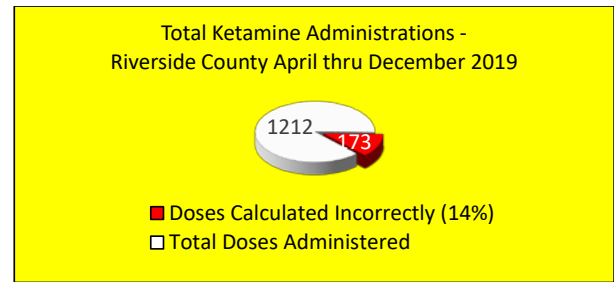 Total Ketamine Administrations -
Riverside County April thru December 2019
1212
173
Doses Calculated Incorrectly (14%)
Total Doses Administered